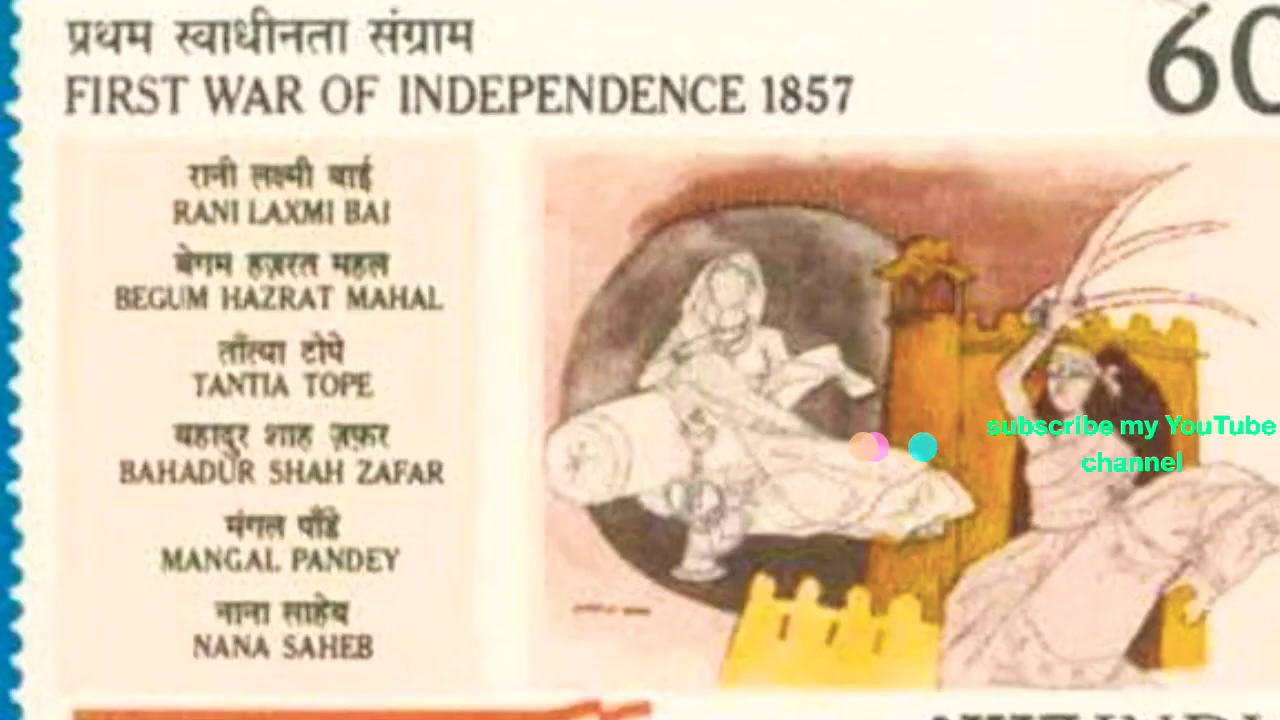 प्रथम स्वाधीनता संग्राम
FIRST WAR OF INDEPENDENCE 1857
60
रानी लक्ष्मी बाई
RANI LAXMI BAI
बेगम हज़रत महल
BEGUM HAZRAT MAHAL
ताँत्या टोपे
TANTIA TOPE
बहादुर शाह ज़फ़र
BAHADUR SHAH ZAFAR
मंगल पाँडे
MANGAL PANDEY
नाना साहेब
NANA SAHEB
subscribe my YouTube
channel